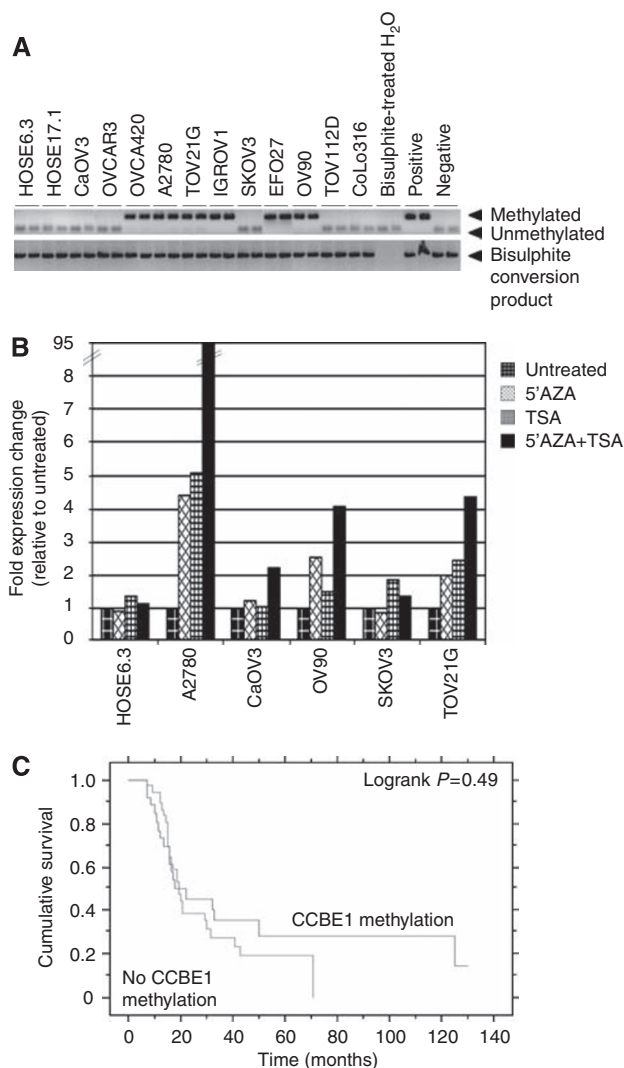 A
HOSE6.3
HOSE17.1
CaOV3
OVCAR3
OVCA420
A2780
TOV21G
IGROV1
SKOV3
EFO27
OV90
TOV112D
CoLo316
Bisulphite-treated H₂O
Positive
Negative
Methylated
Unmethylated
Bisulphite
conversion
product
B
Fold expression change
(relative to untreated)
95
8
7
6
5
4
3
2
1
0
Untreated
5'AZA
TSA
5'AZA+TSA
HOSE6.3
A2780
CaOV3
OV90
SKOV3
TOV21G
C
Logrank P=0.49
Cumulative survival
1.0
0.8
0.6
0.4
0.2
0
CCBE1 methylation
No CCBE1
methylation
0 20 40 60 80 100 120 140
Time (months)